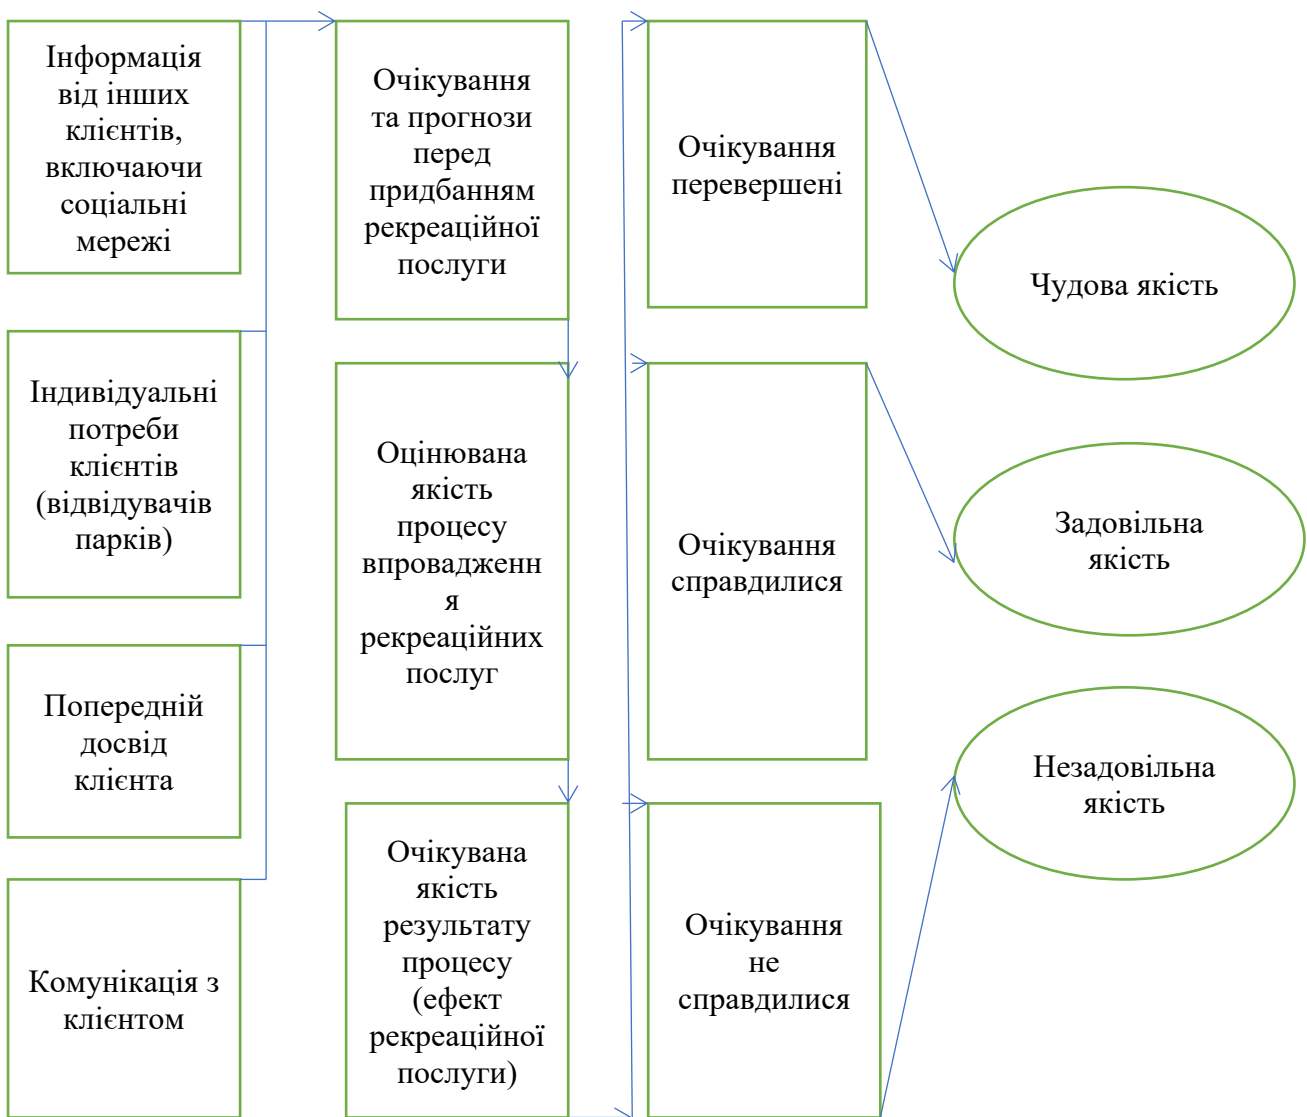 Інформація
від інших
клієнтів,
включаючи
соціальні
мережі
Індивідуальні
потреби
клієнтів
(відвідувачів
парків)
Попередній
досвід
клієнта
Комунікація з
клієнтом
Очікування
та прогнози
перед
придбанням
рекреаційної
послуги
Оцінювана
якість
процесу
впровадженн
я
рекреаційних
послуг
Очікувана
якість
результату
процесу
(ефект
рекреаційної
послуги)
Очікування
перевершені
Очікування
справдилися
Очікування
не
справдилися
Чудова якість
Задовільна
якість
Незадовільна
якість